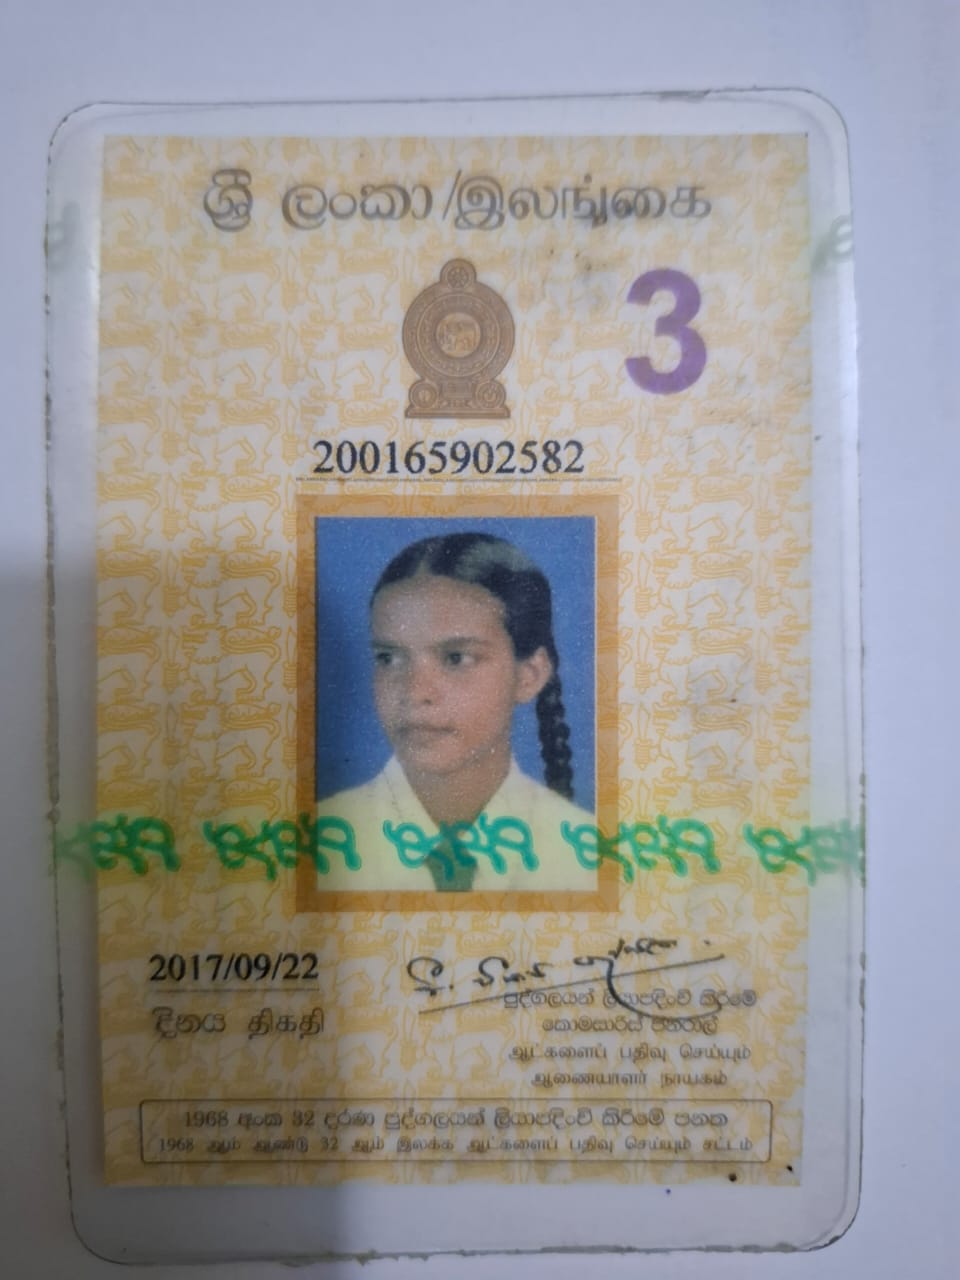 ශ්‍රී ලංකා/இலங்கை
3
200165902582
2017/09/22
දිනය திகதி
පුද්ගලයන් ලියාපදිංචි කිරීමේ
කොමසාරිස් ජනරාල්
ஆட்களைப் பதிவு செய்யும்
ஆணையாளர் நாயகம்
1968 අංක 32 දරණ පුද්ගලයන් ලියාපදිංචි කිරීමේ පනත
1968 ஆம் ஆண்டு 32 ஆம் இலக்க ஆட்களைப் பதிவு செய்யும் சட்டம்